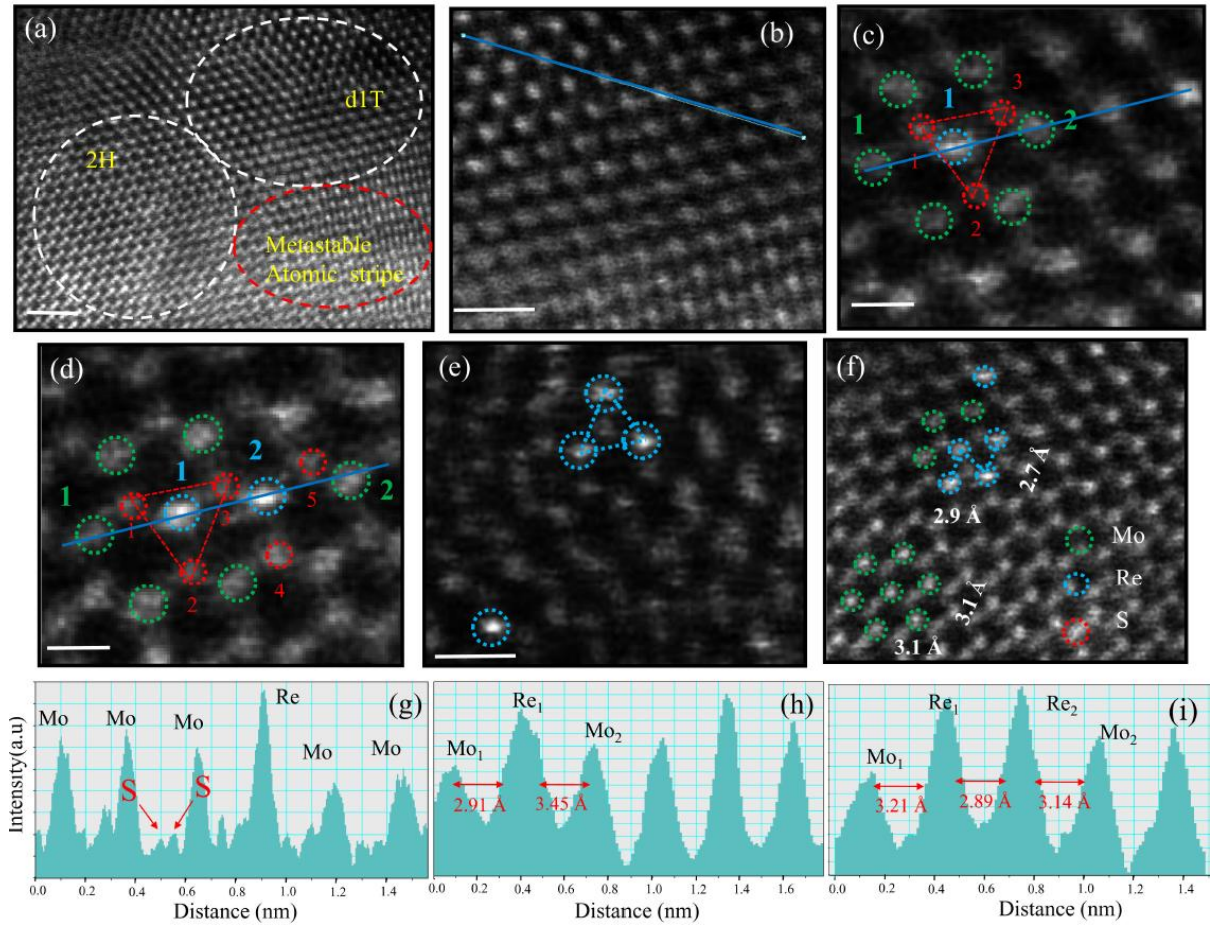 (a)
d1T
2H
Metastable
Atomic stripe
(b)
(c)
3
1
1
2
1
2
(d)
2
1
5
2
1
1
3
2
4
(e)
(f)
2.7 Å
2.9 Å
3.1 Å
3.1 Å
Mo
Re
S
(g)
Intensity(a.u)
Mo
Mo
Mo
Re
Mo
Mo
S
S
0.0 0.2 0.4 0.6 0.8 1.0 1.2 1.4
Distance (nm)
(h)
Mo₁
Re₁
Mo₂
2.91 Å
3.45 Å
0.0 0.2 0.4 0.6 0.8 1.0 1.2 1.4 1.6
Distance (nm)
(i)
Mo₁
Re₁
Re₂
Mo₂
3.21 Å
2.89 Å
3.14 Å
0.0 0.2 0.4 0.6 0.8 1.0 1.2 1.4
Distance (nm)